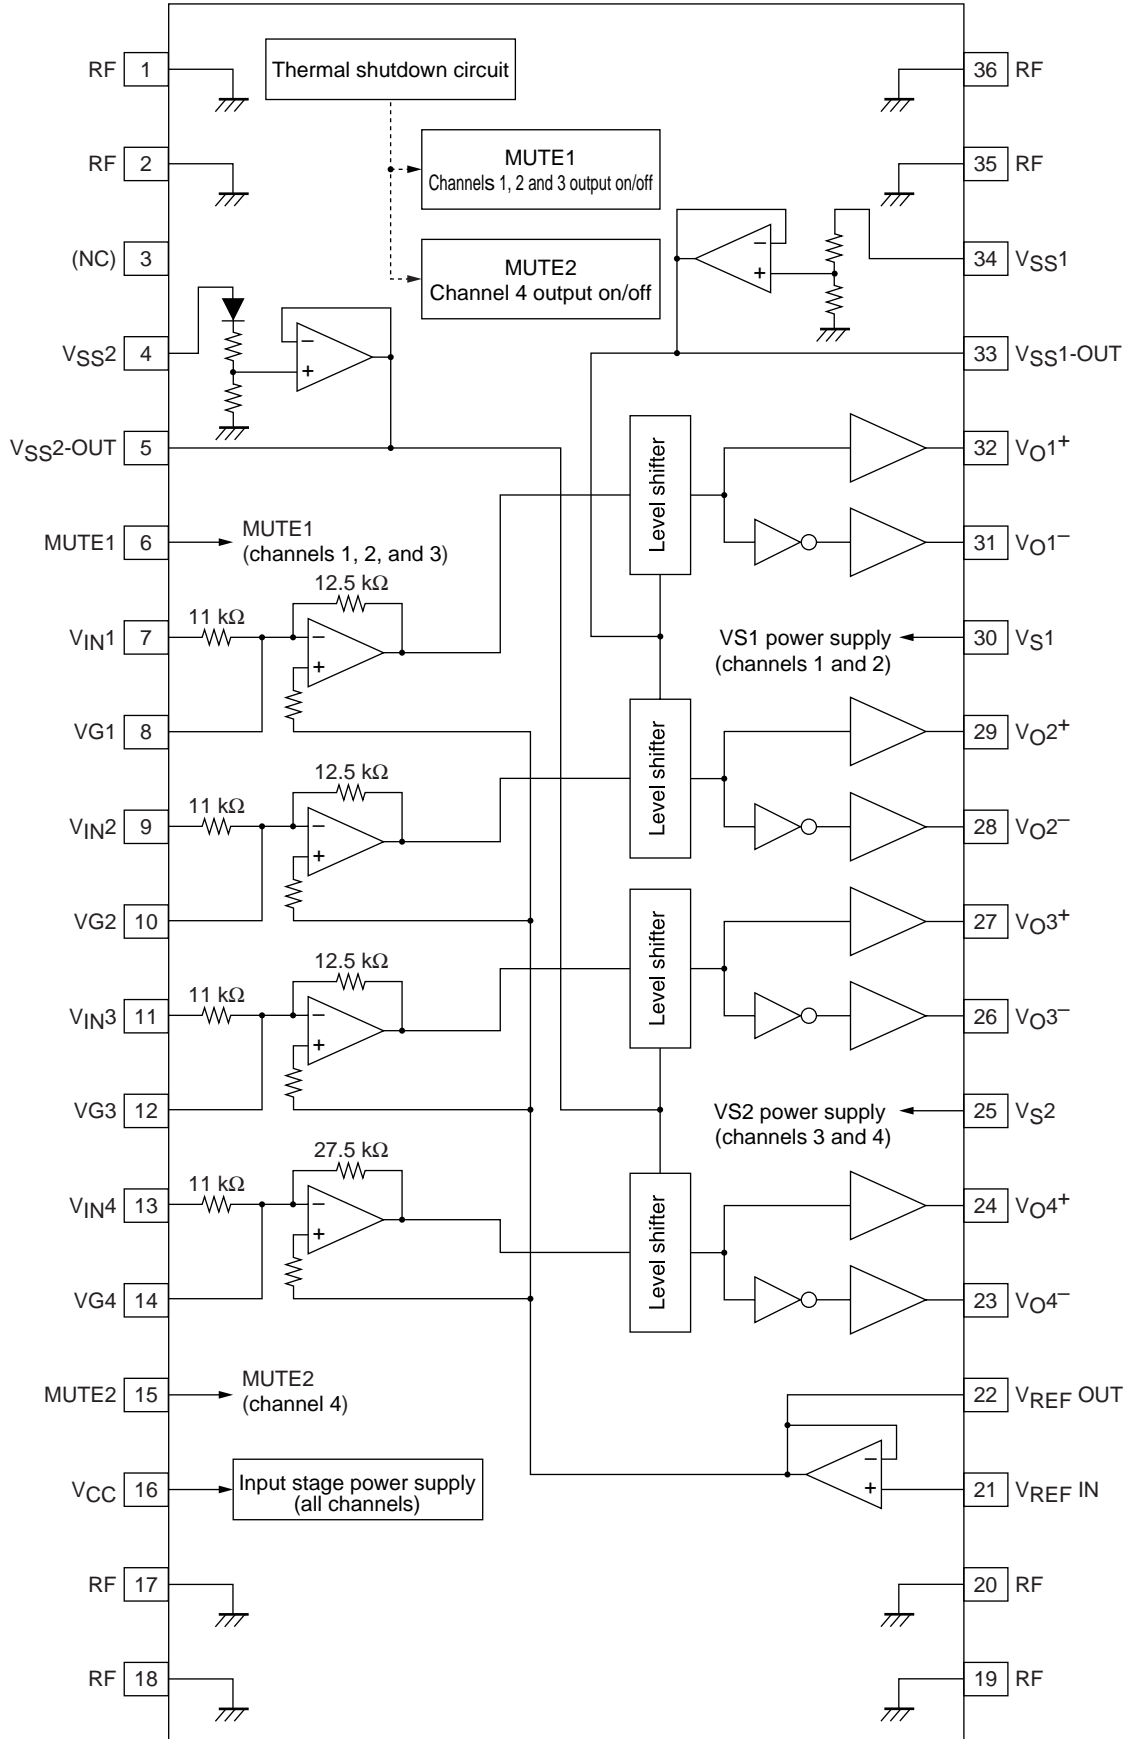 RF 1
36 RF
Thermal shutdown circuit
RF 2
35 RF
MUTE1
Channels 1, 2 and 3 output on/off
(NC) 3
34 VSS1
MUTE2
Channel 4 output on/off
− 
+
VSS2 4
33 VSS1-OUT
−
+
VSS2-OUT 5
32 VO1+
Level shifter
MUTE1 6
MUTE1
(channels 1, 2, and 3)
31 VO1−
11 kΩ
12.5 kΩ
VIN1 7
−
+
VS1 power supply
(channels 1 and 2)
30 VS1
VG1 8
29 VO2+
Level shifter
11 kΩ
12.5 kΩ
VIN2 9
−
+
28 VO2−
VG2 10
27 VO3+
Level shifter
11 kΩ
12.5 kΩ
VIN3 11
−
+
26 VO3−
VG3 12
VS2 power supply
(channels 3 and 4)
25 VS2
11 kΩ
27.5 kΩ
VIN4 13
−
+
24 VO4+
Level shifter
VG4 14
23 VO4−
MUTE2 15
MUTE2
(channel 4)
22 VREF OUT
VCC 16
Input stage power supply
(all channels)
−
+
21 VREF IN
RF 17
20 RF
RF 18
19 RF